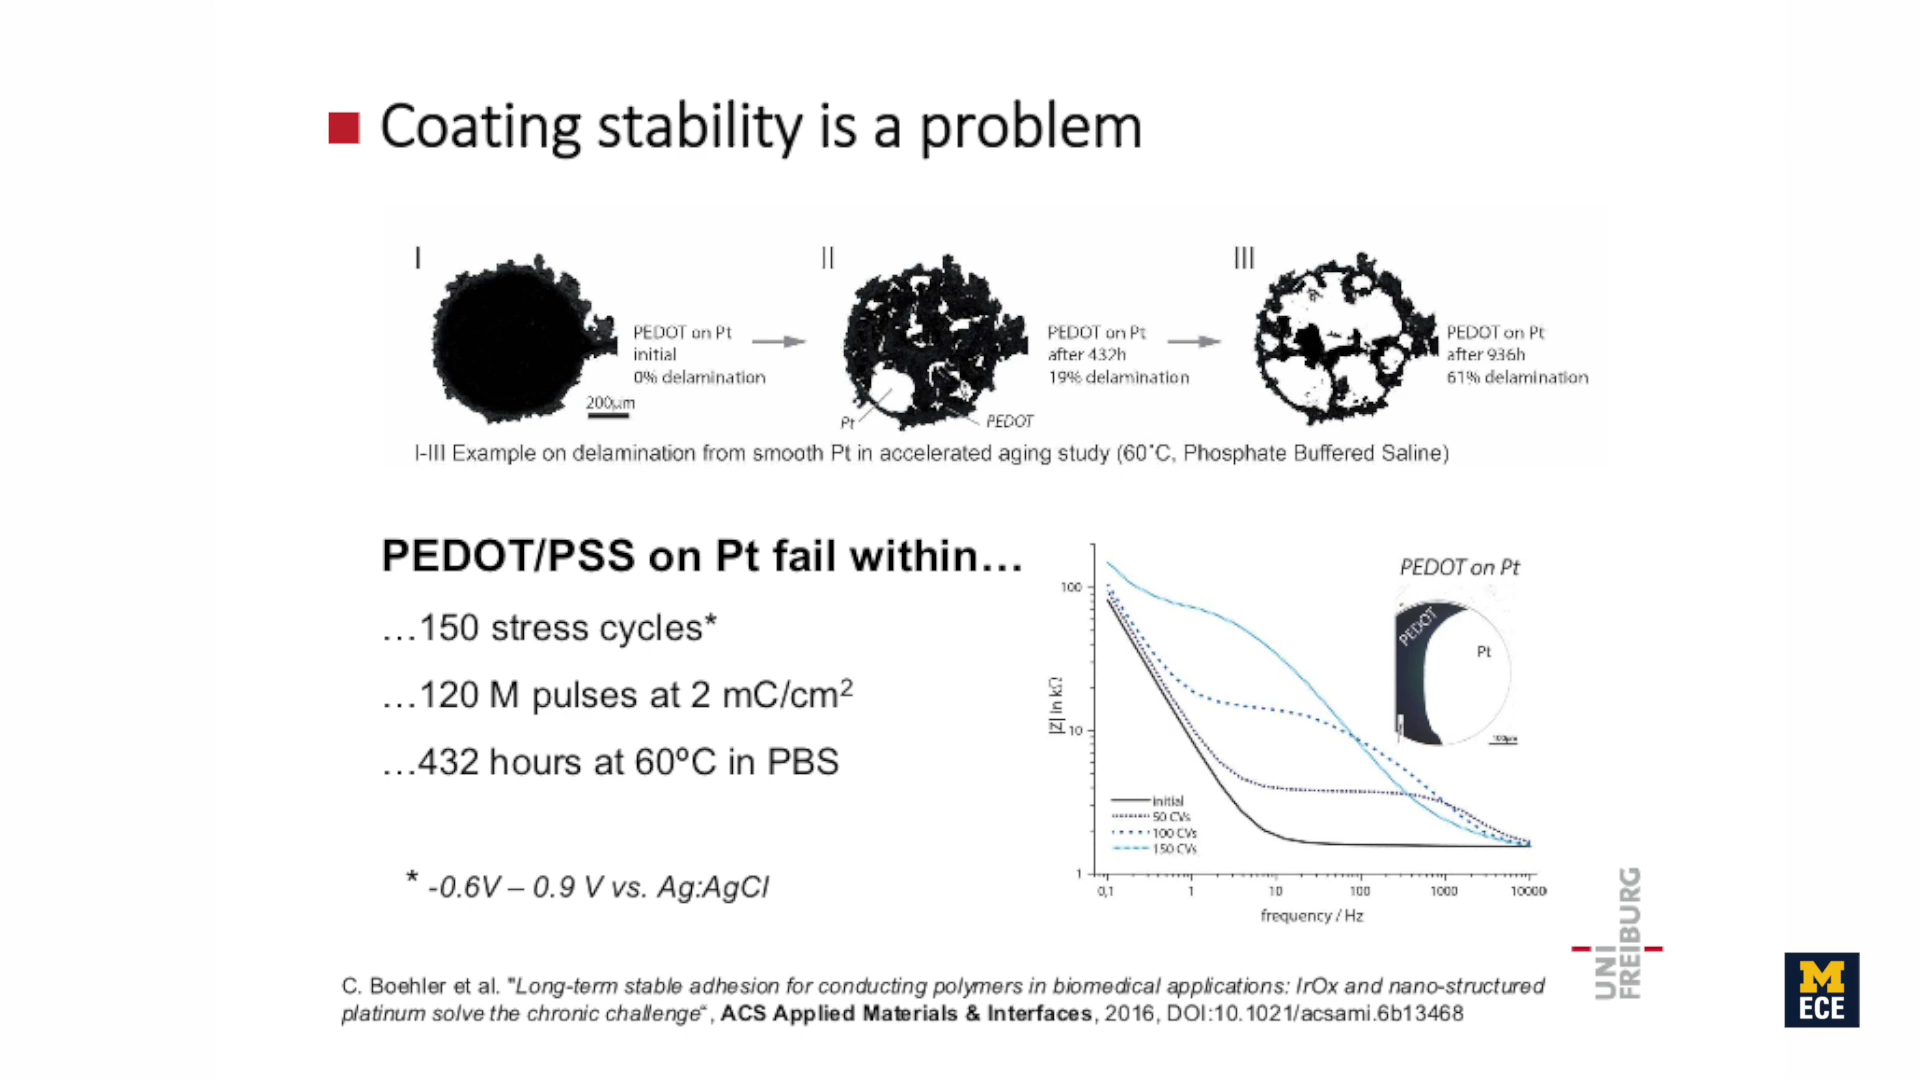 Coating stability is a problem
I
II
III
PEDOT on Pt
initial
0% delamination
200µm
PEDOT on Pt
after 432h
19% delamination
Pt
PEDOT
PEDOT on Pt
after 936h
61% delamination
I-III Example on delamination from smooth Pt in accelerated aging study (60°C, Phosphate Buffered Saline)
PEDOT/PSS on Pt fail within…
…150 stress cycles*
…120 M pulses at 2 mC/cm²
…432 hours at 60ºC in PBS
* -0.6V – 0.9 V vs. Ag:AgCl
PEDOT on Pt
PEDOT
Pt
100µm
|Z| in kΩ
100
10
1
initial
50 CVs
100 CVs
150 CVs
0,1 1 10 100 1000 10000
frequency / Hz
UNI
FREIBURG
C. Boehler et al. "Long-term stable adhesion for conducting polymers in biomedical applications: IrOx and nano-structured
platinum solve the chronic challenge“, ACS Applied Materials & Interfaces, 2016, DOI:10.1021/acsami.6b13468
M
ECE